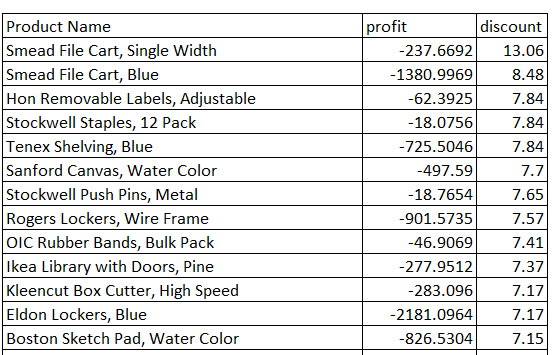 Product Name profit discount
Smead File Cart, Single Width -237.6692 13.06
Smead File Cart, Blue -1380.9969 8.48
Hon Removable Labels, Adjustable -62.3925 7.84
Stockwell Staples, 12 Pack -18.0756 7.84
Tenex Shelving, Blue -725.5046 7.84
Sanford Canvas, Water Color -497.59 7.7
Stockwell Push Pins, Metal -18.7654 7.65
Rogers Lockers, Wire Frame -901.5735 7.57
OIC Rubber Bands, Bulk Pack -46.9069 7.41
Ikea Library with Doors, Pine -277.9512 7.37
Kleencut Box Cutter, High Speed -283.096 7.17
Eldon Lockers, Blue -2181.0964 7.17
Boston Sketch Pad, Water Color -826.5304 7.15